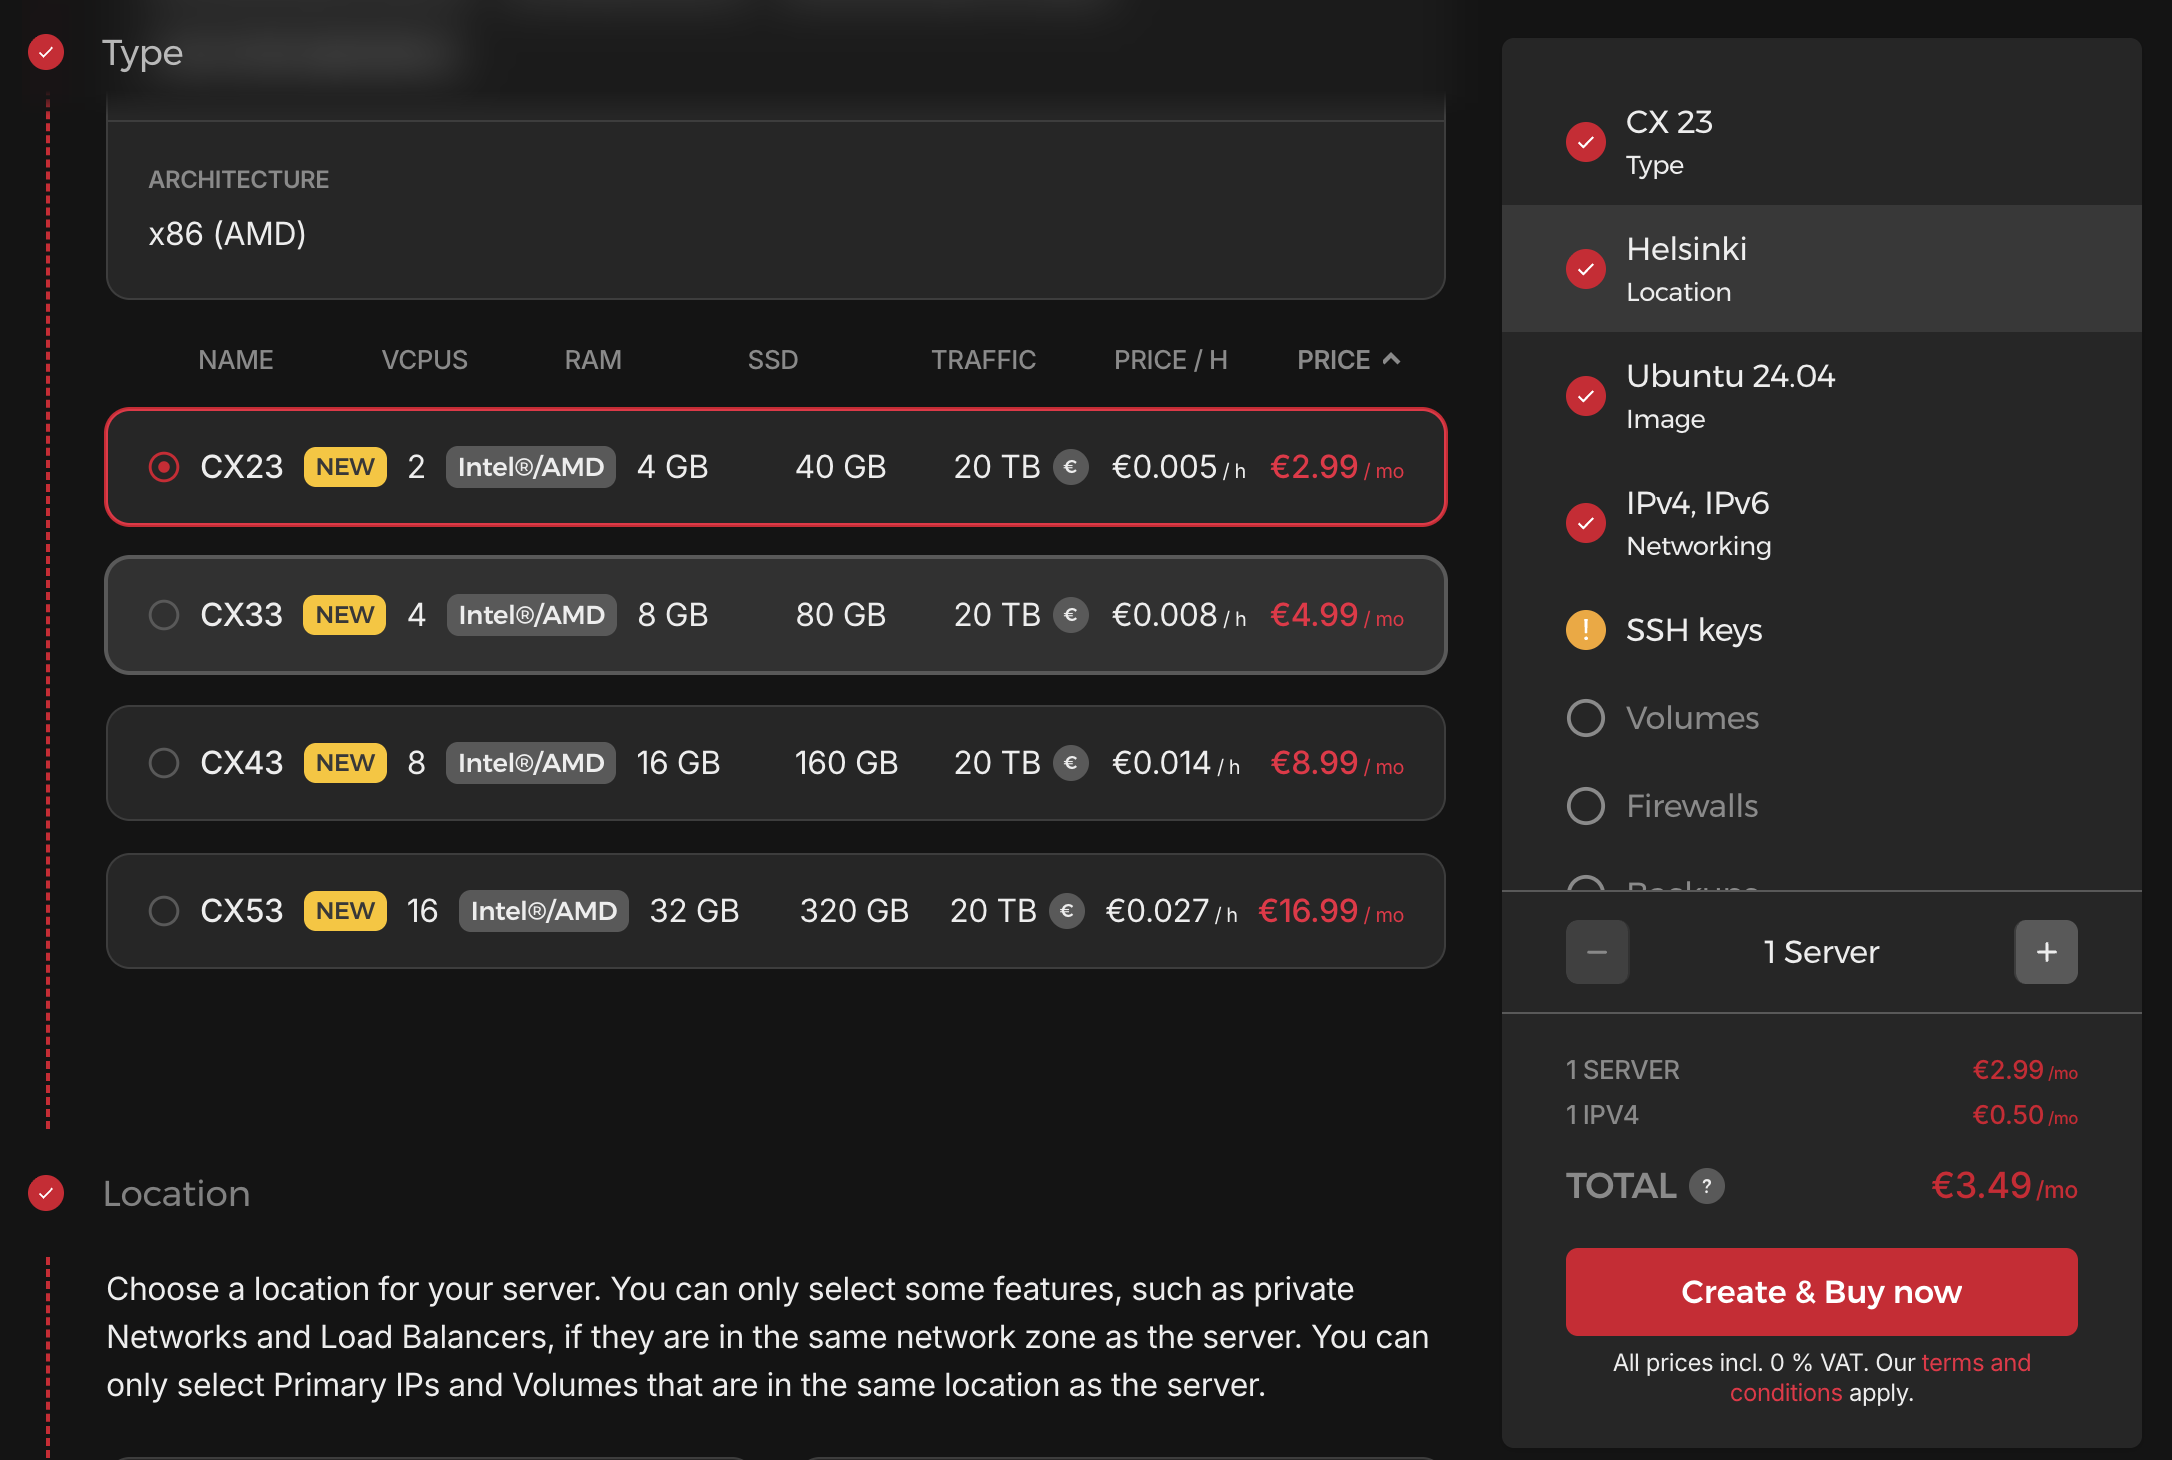 Type
ARCHITECTURE
x86 (AMD)
NAME VCPUS RAM SSD TRAFFIC PRICE / H PRICE
CX23 NEW 2 Intel®/AMD 4 GB 40 GB 20 TB € €0.005 / h €2.99 / mo
CX33 NEW 4 Intel®/AMD 8 GB 80 GB 20 TB € €0.008 / h €4.99 / mo
CX43 NEW 8 Intel®/AMD 16 GB 160 GB 20 TB € €0.014 / h €8.99 / mo
CX53 NEW 16 Intel®/AMD 32 GB 320 GB 20 TB € €0.027 / h €16.99 / mo
Location
Choose a location for your server. You can only select some features, such as private
Networks and Load Balancers, if they are in the same network zone as the server. You can
only select Primary IPs and Volumes that are in the same location as the server.
CX 23
Type
Helsinki
Location
Ubuntu 24.04
Image
IPv4, IPv6
Networking
! SSH keys
Volumes
Firewalls
− 1 Server +
1 SERVER €2.99 /mo
1 IPV4 €0.50 /mo
TOTAL ? €3.49 /mo
Create & Buy now
All prices incl. 0 % VAT. Our terms and
conditions apply.